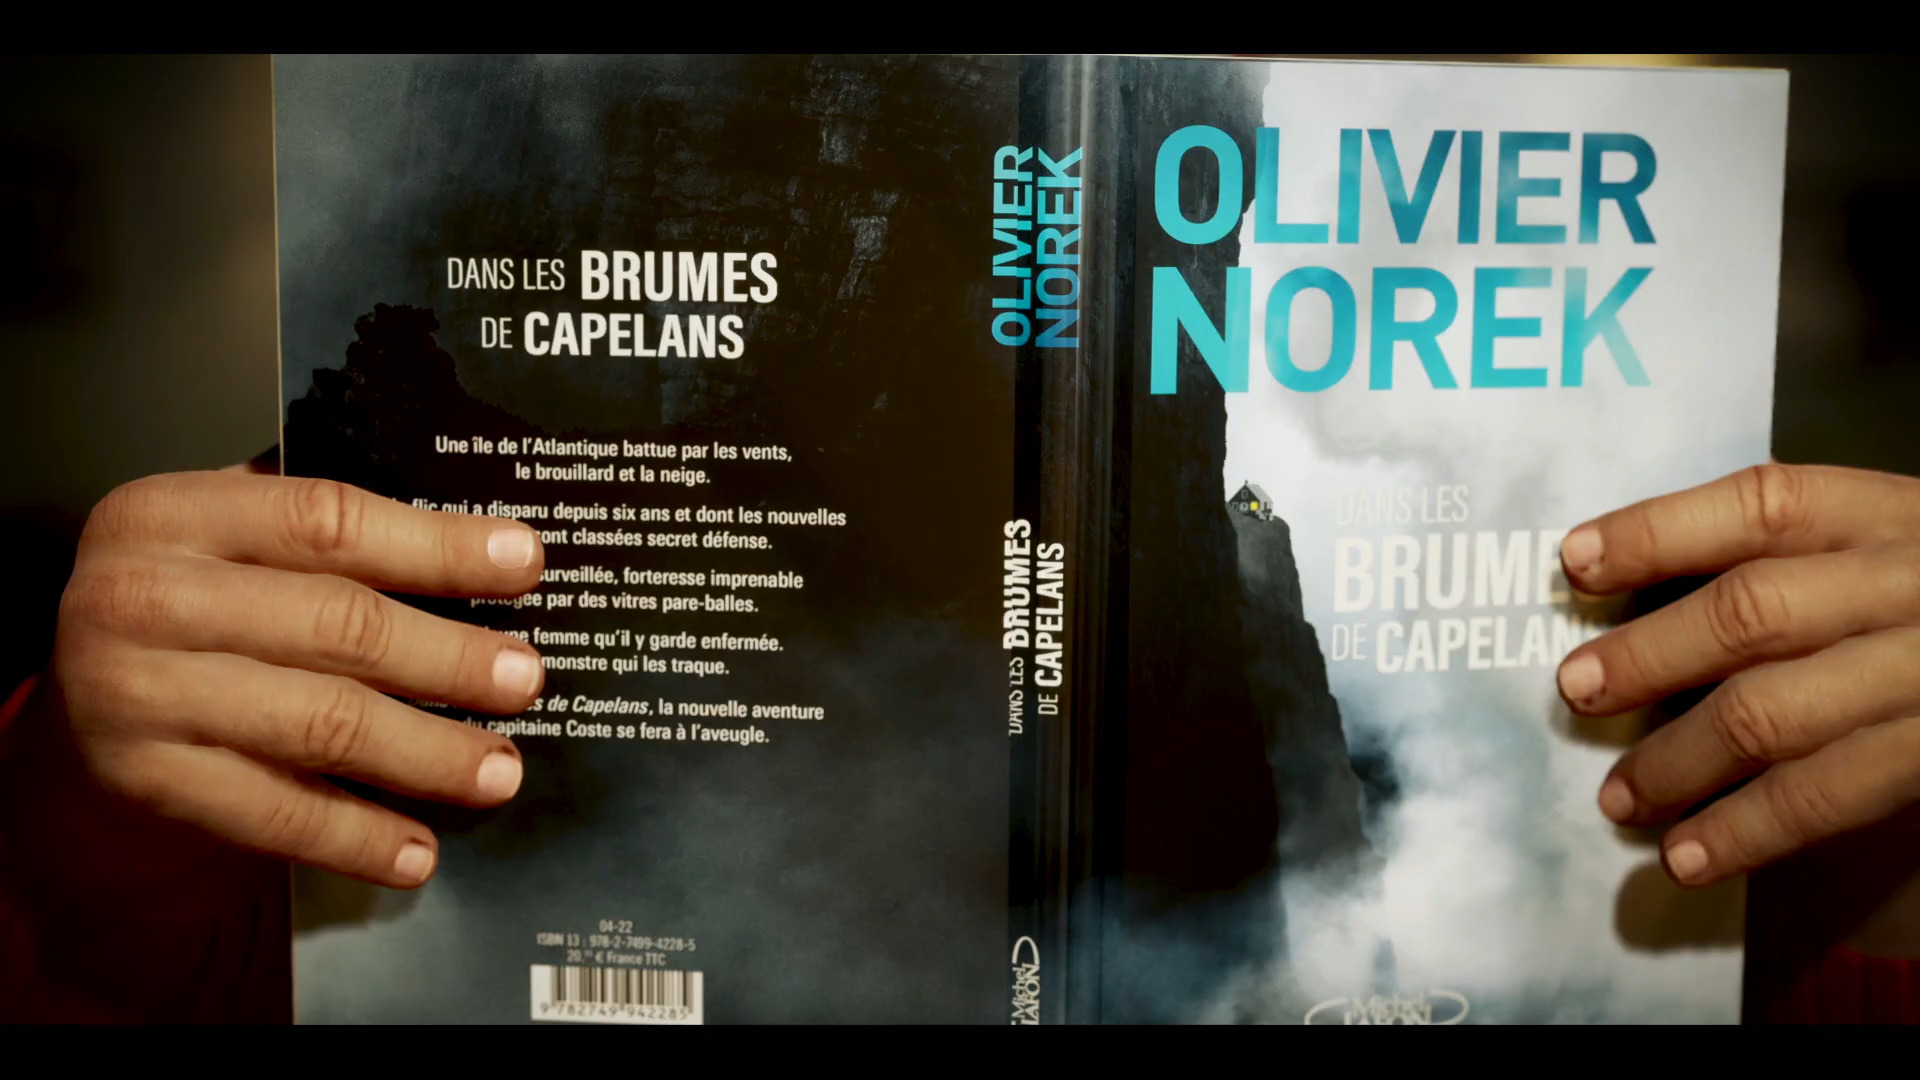 DANS LES BRUMES
DE CAPELANS
Une île de l'Atlantique battue par les vents,
le brouillard et la neige.
flic qui a disparu depuis six ans et dont les nouvelles
sont classées secret défense.
surveillée, forteresse imprenable
protégée par des vitres pare-balles.
une femme qu'il y garde enfermée.
monstre qui les traque.
de Capelans, la nouvelle aventure
du capitaine Coste se fera à l'aveugle.
04-22
ISBN 13 : 978-2-7499-4228-5
€ France TTC
9 782749 942285
OLIVIER
NOREK
DANS LES BRUMES
DE CAPELANS
Michel
LAFON
OLIVIER
NOREK
DANS LES
BRUME
DE CAPELAN
Michel
LAFON